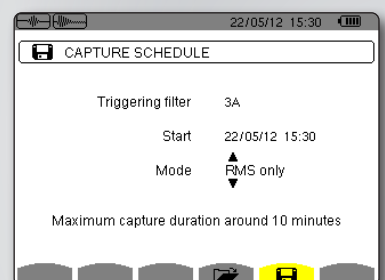 22/05/12 15:30
CAPTURE SCHEDULE
Triggering filter 3A
Start 22/05/12 15:30
Mode RMS only
Maximum capture duration around 10 minutes